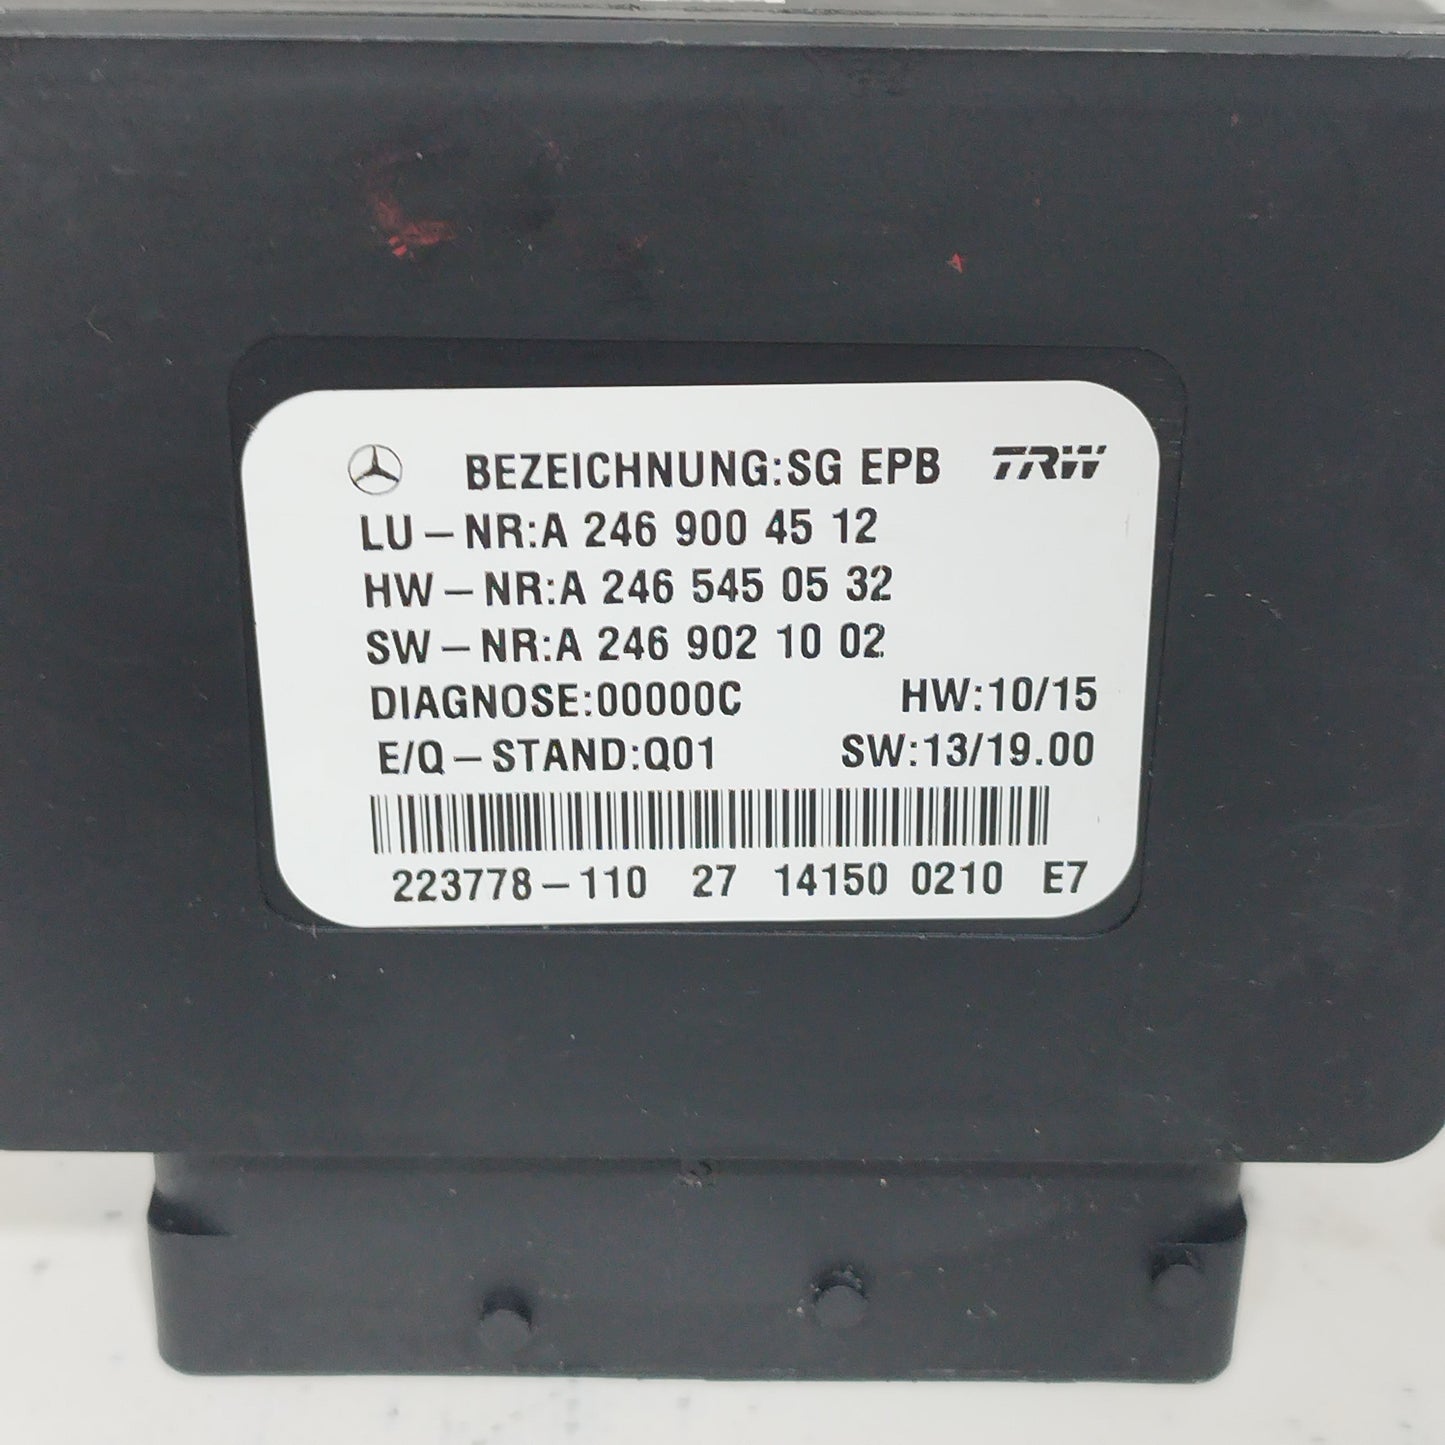 BEZEICHNUNG:SG EPB TRW
LU-NR:A 246 900 45 12
HW-NR:A 246 545 05 32
SW-NR:A 246 902 10 02
DIAGNOSE:00000C HW:10/15
E/Q-STAND:Q01 SW:13/19.00
223778-110 27 14150 0210 E7